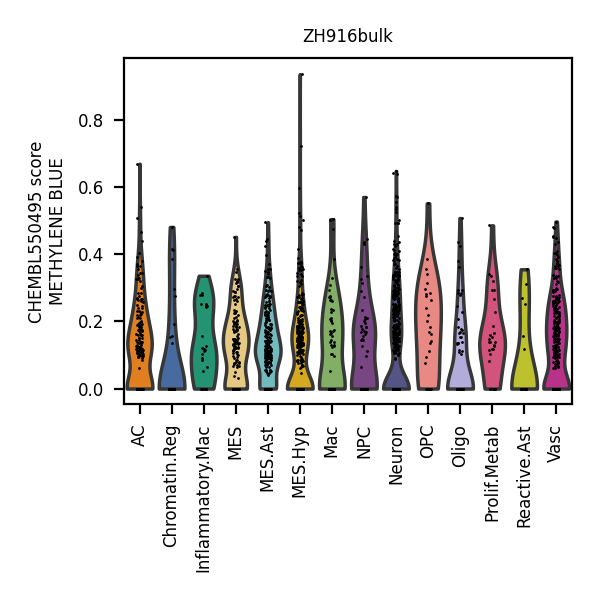 ZH916bulk
CHEMBL550495 score
METHYLENE BLUE
0.8
0.6
0.4
0.2
0.0
AC
Chromatin.Reg
Inflammatory.Mac
MES
MES.Ast
MES.Hyp
Mac
NPC
Neuron
OPC
Oligo
Prolif.Metab
Reactive.Ast
Vasc